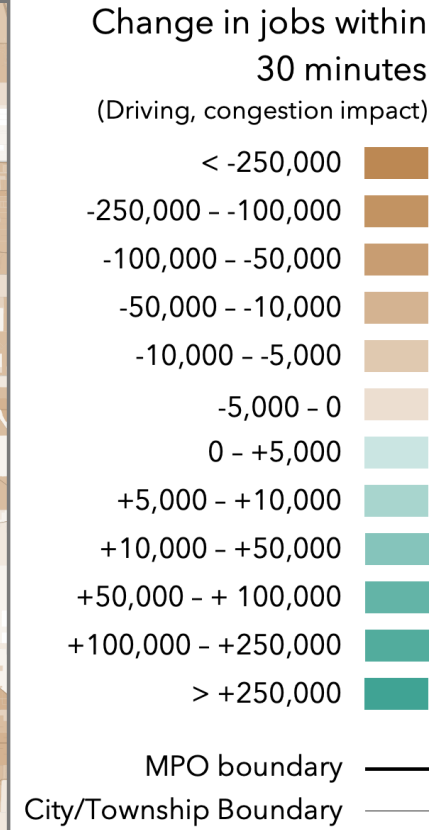 Change in jobs within
30 minutes
(Driving, congestion impact)
< -250,000
-250,000 – -100,000
-100,000 – -50,000
-50,000 – -10,000
-10,000 – -5,000
-5,000 – 0
0 – +5,000
+5,000 – +10,000
+10,000 – +50,000
+50,000 – + 100,000
+100,000 – +250,000
> +250,000
MPO boundary
City/Township Boundary